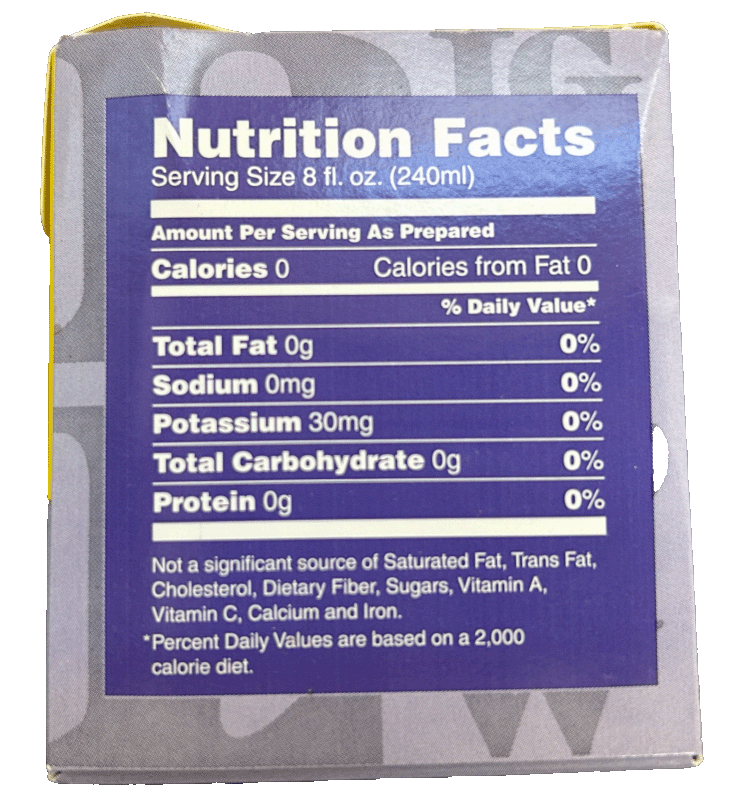 Nutrition Facts
Serving Size 8 fl. oz. (240ml)
Amount Per Serving As Prepared
Calories 0 Calories from Fat 0
% Daily Value*
Total Fat 0g 0%
Sodium 0mg 0%
Potassium 30mg 0%
Total Carbohydrate 0g 0%
Protein 0g 0%
Not a significant source of Saturated Fat, Trans Fat,
Cholesterol, Dietary Fiber, Sugars, Vitamin A,
Vitamin C, Calcium and Iron.
*Percent Daily Values are based on a 2,000
calorie diet.